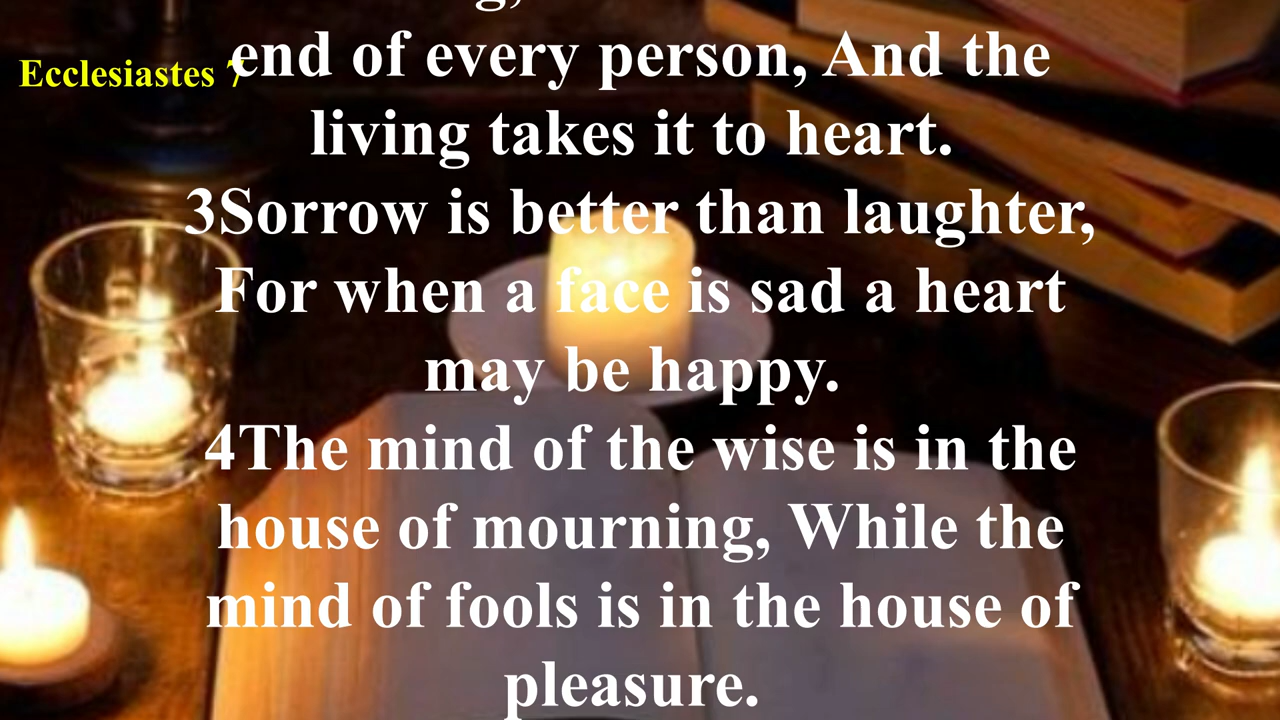 Ecclesiastes 7
end of every person, And the
living takes it to heart.
3Sorrow is better than laughter,
For when a face is sad a heart
may be happy.
4The mind of the wise is in the
house of mourning, While the
mind of fools is in the house of
pleasure.